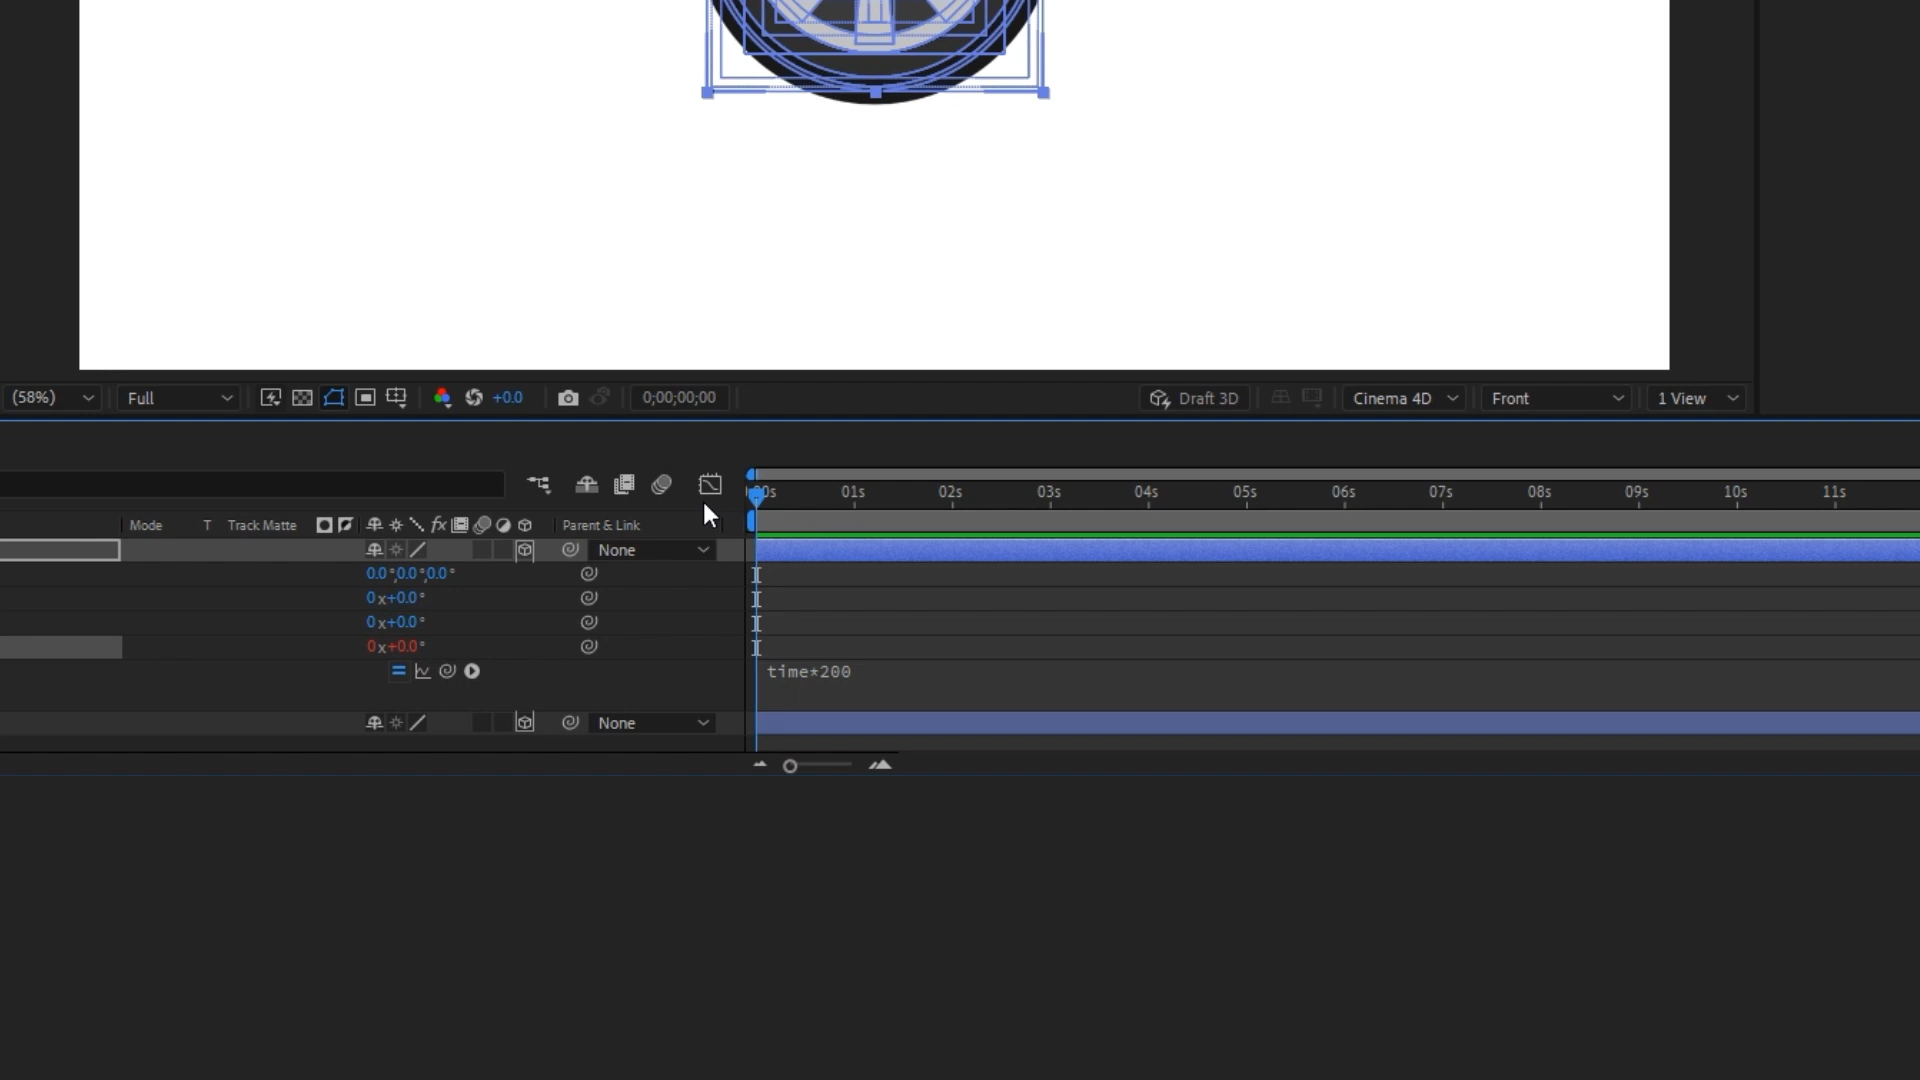 (58%) Full +0.0 0;00;00;00 Draft 3D Cinema 4D Front 1 View
00s 01s 02s 03s 04s 05s 06s 07s 08s 09s 10s 11s
Mode T Track Matte fx Parent & Link
None
0.0°,0.0°,0.0°
0x+0.0°
0x+0.0°
0x+0.0°
time*200
None